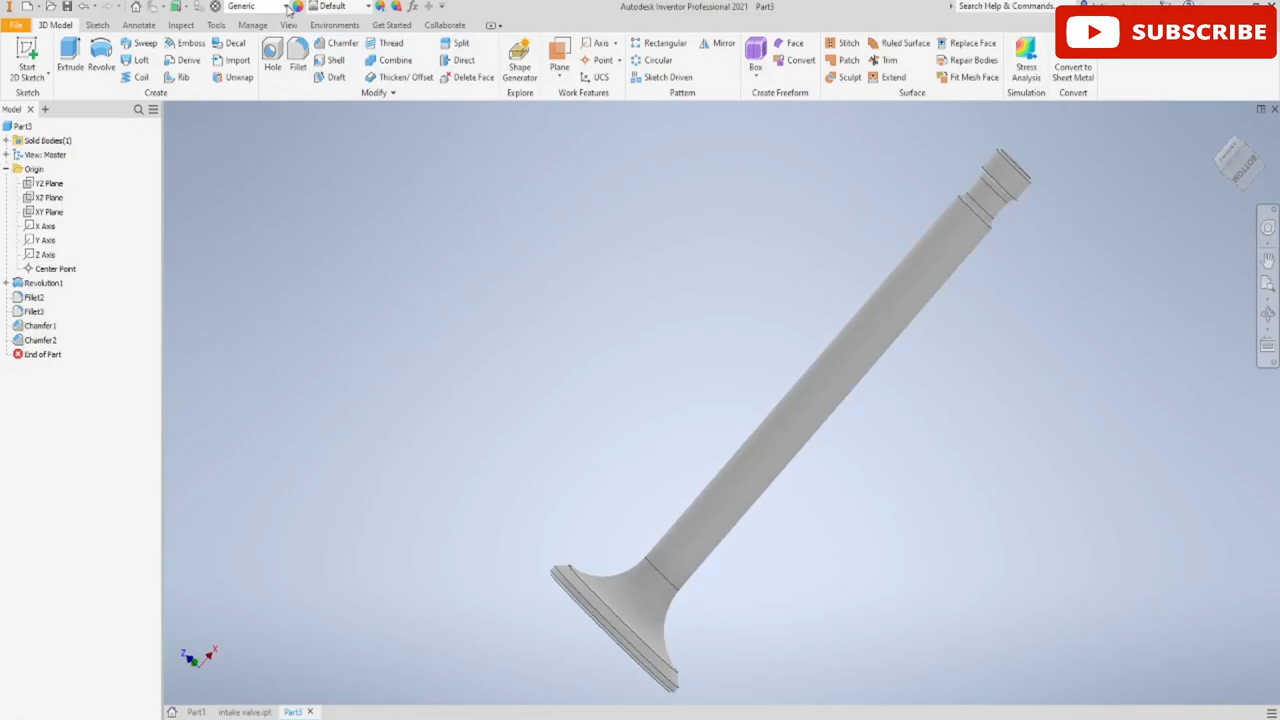 Generic
Default
Autodesk Inventor Professional 2021 Part3
Search Help & Commands...
SUBSCRIBE
File
3D Model
Sketch
Annotate
Inspect
Tools
Manage
View
Environments
Get Started
Collaborate
Start
2D Sketch
Sketch
Extrude
Revolve
Sweep
Emboss
Decal
Loft
Derive
Import
Coil
Rib
Unwrap
Create
Hole
Fillet
Chamfer
Thread
Split
Shell
Combine
Direct
Draft
Thicken/ Offset
Delete Face
Modify
Shape
Generator
Explore
Plane
Axis
Point
UCS
Work Features
Rectangular
Mirror
Circular
Sketch Driven
Pattern
Box
Face
Convert
Create Freeform
Stitch
Ruled Surface
Replace Face
Patch
Trim
Repair Bodies
Sculpt
Extend
Fit Mesh Face
Surface
Stress
Analysis
Simulation
Convert to
Sheet Metal
Convert
Model
Part3
Solid Bodies(1)
View: Master
Origin
YZ Plane
XZ Plane
XY Plane
X Axis
Y Axis
Z Axis
Center Point
Revolution1
Fillet2
Fillet3
Chamfer1
Chamfer2
End of Part
BOTTOM
Z
X
Part1
intake valve.ipt
Part3